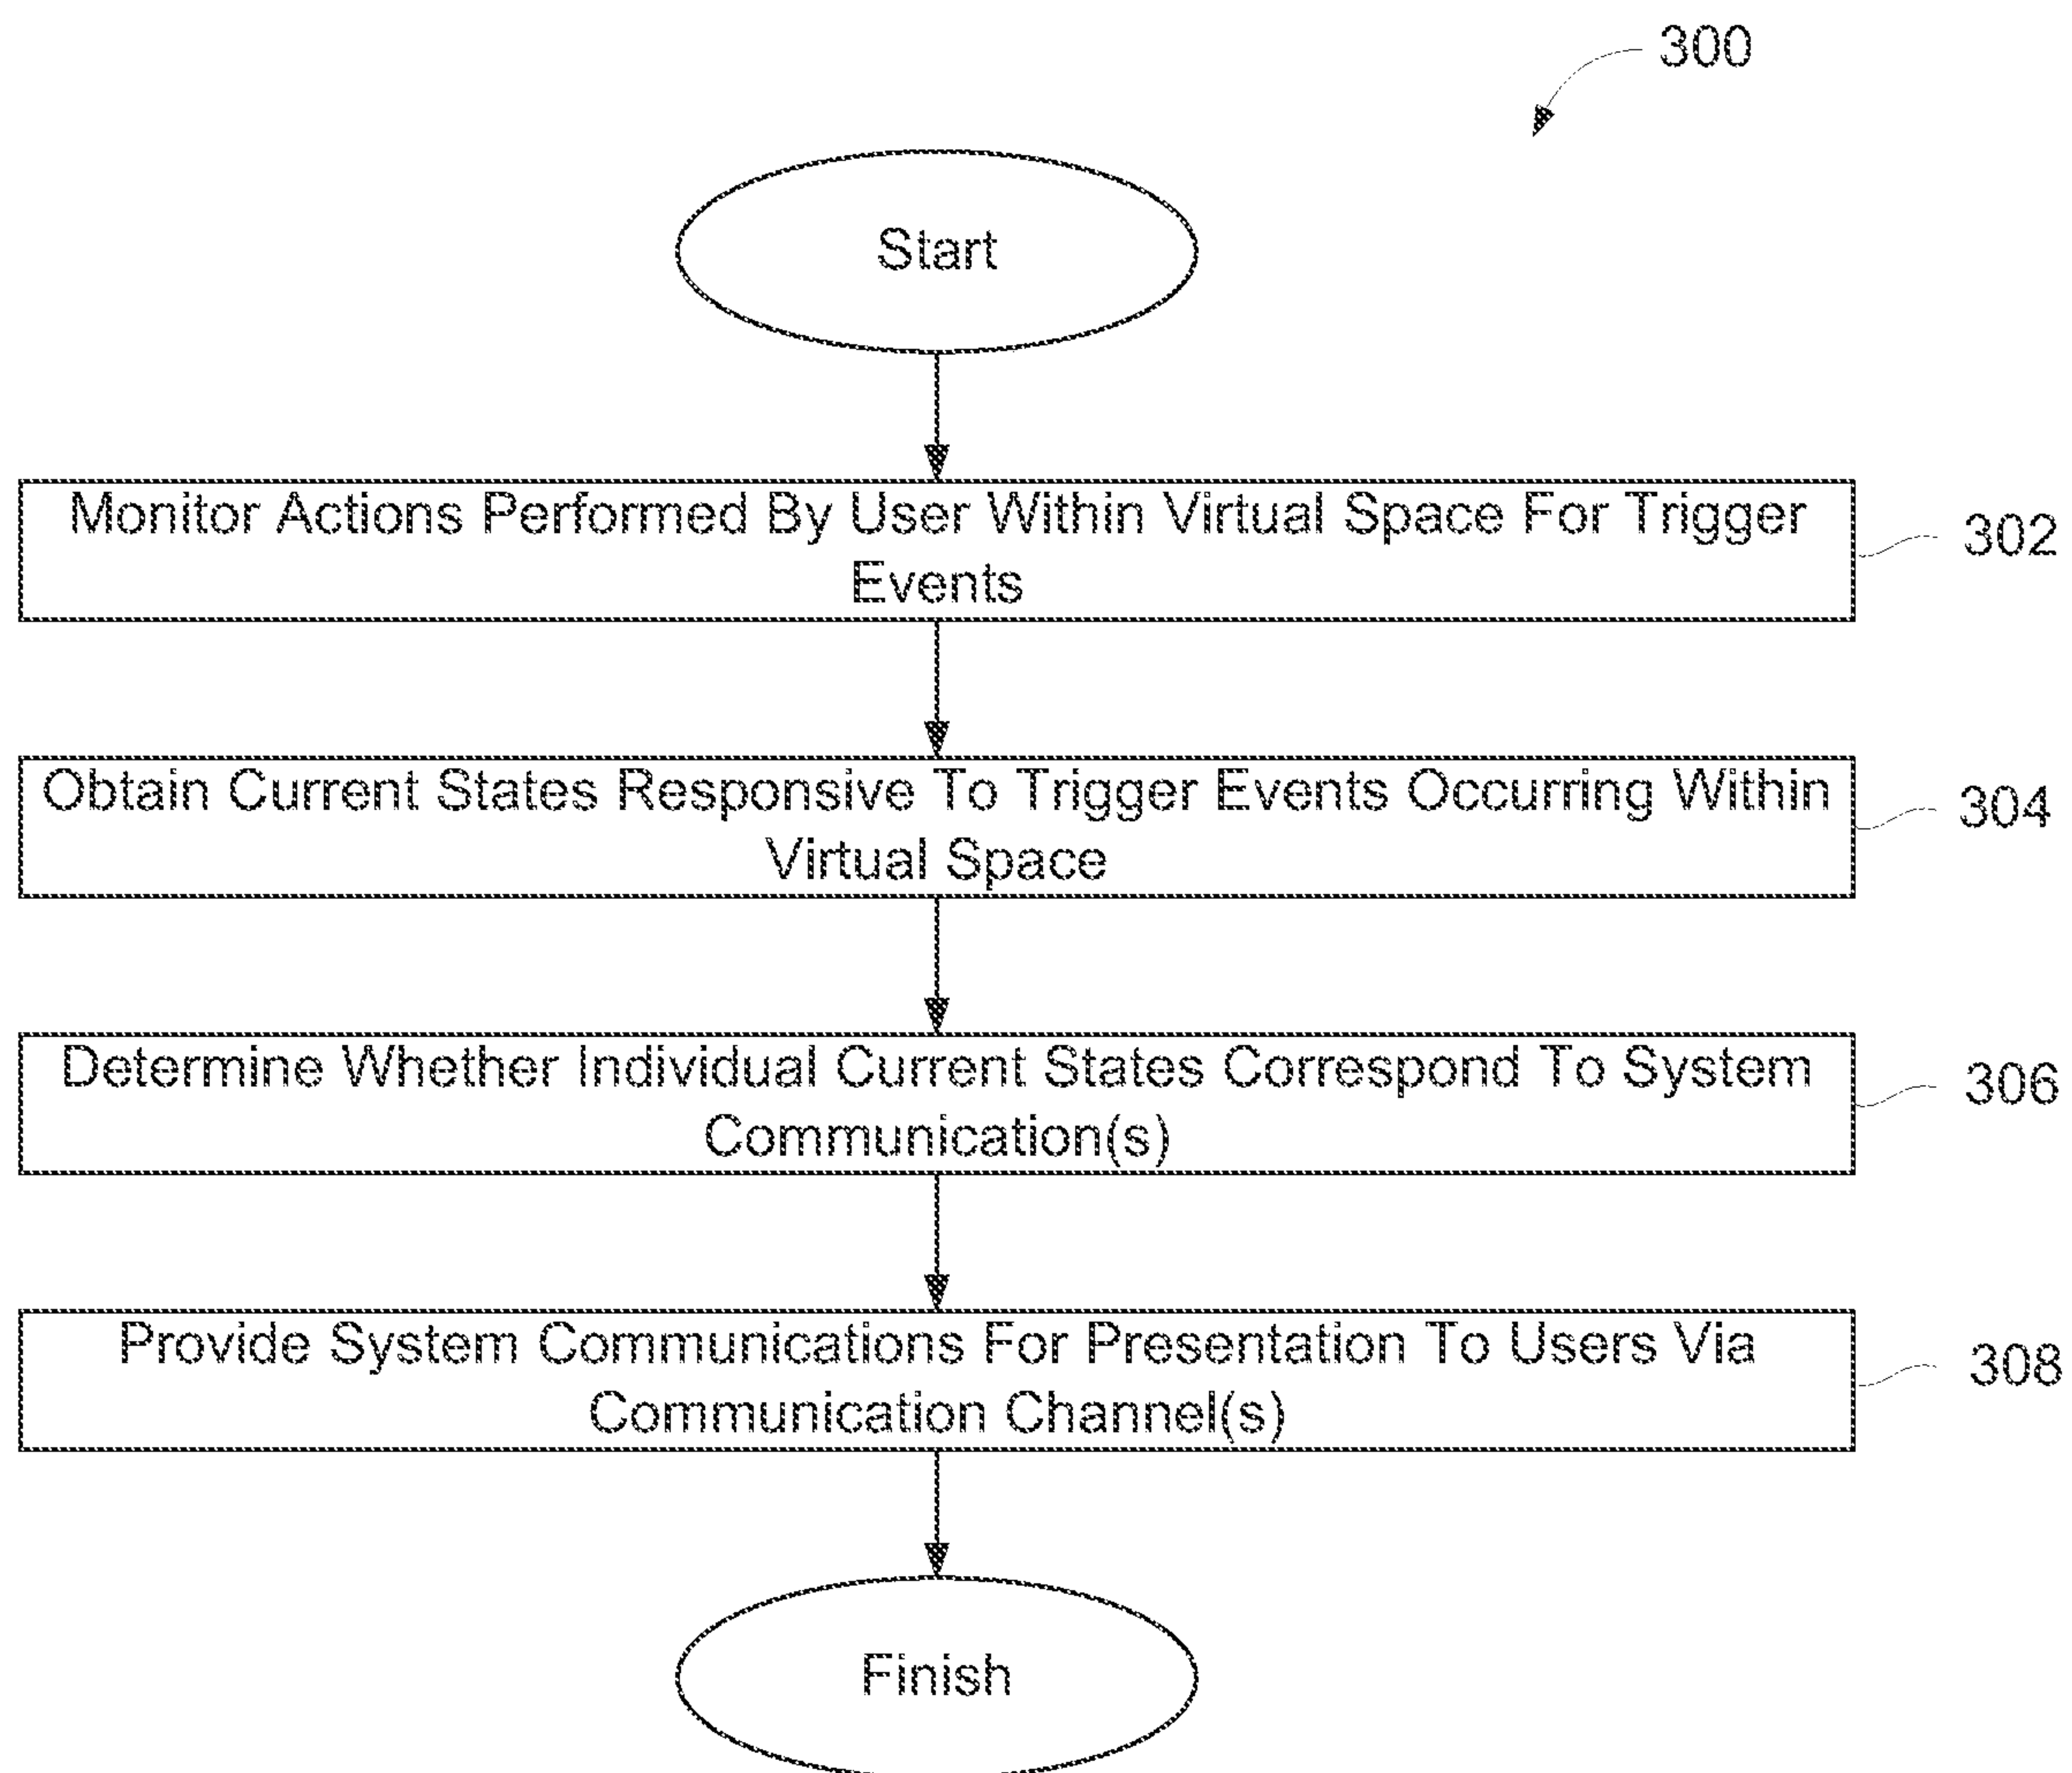 300
Start
Monitor Actions Performed By User Within Virtual Space For Trigger
Events
302
Obtain Current States Responsive To Trigger Events Occurring Within
Virtual Space
304
Determine Whether Individual Current States Correspond To System
Communication(s)
306
Provide System Communications For Presentation To Users Via
Communication Channel(s)
308
Finish